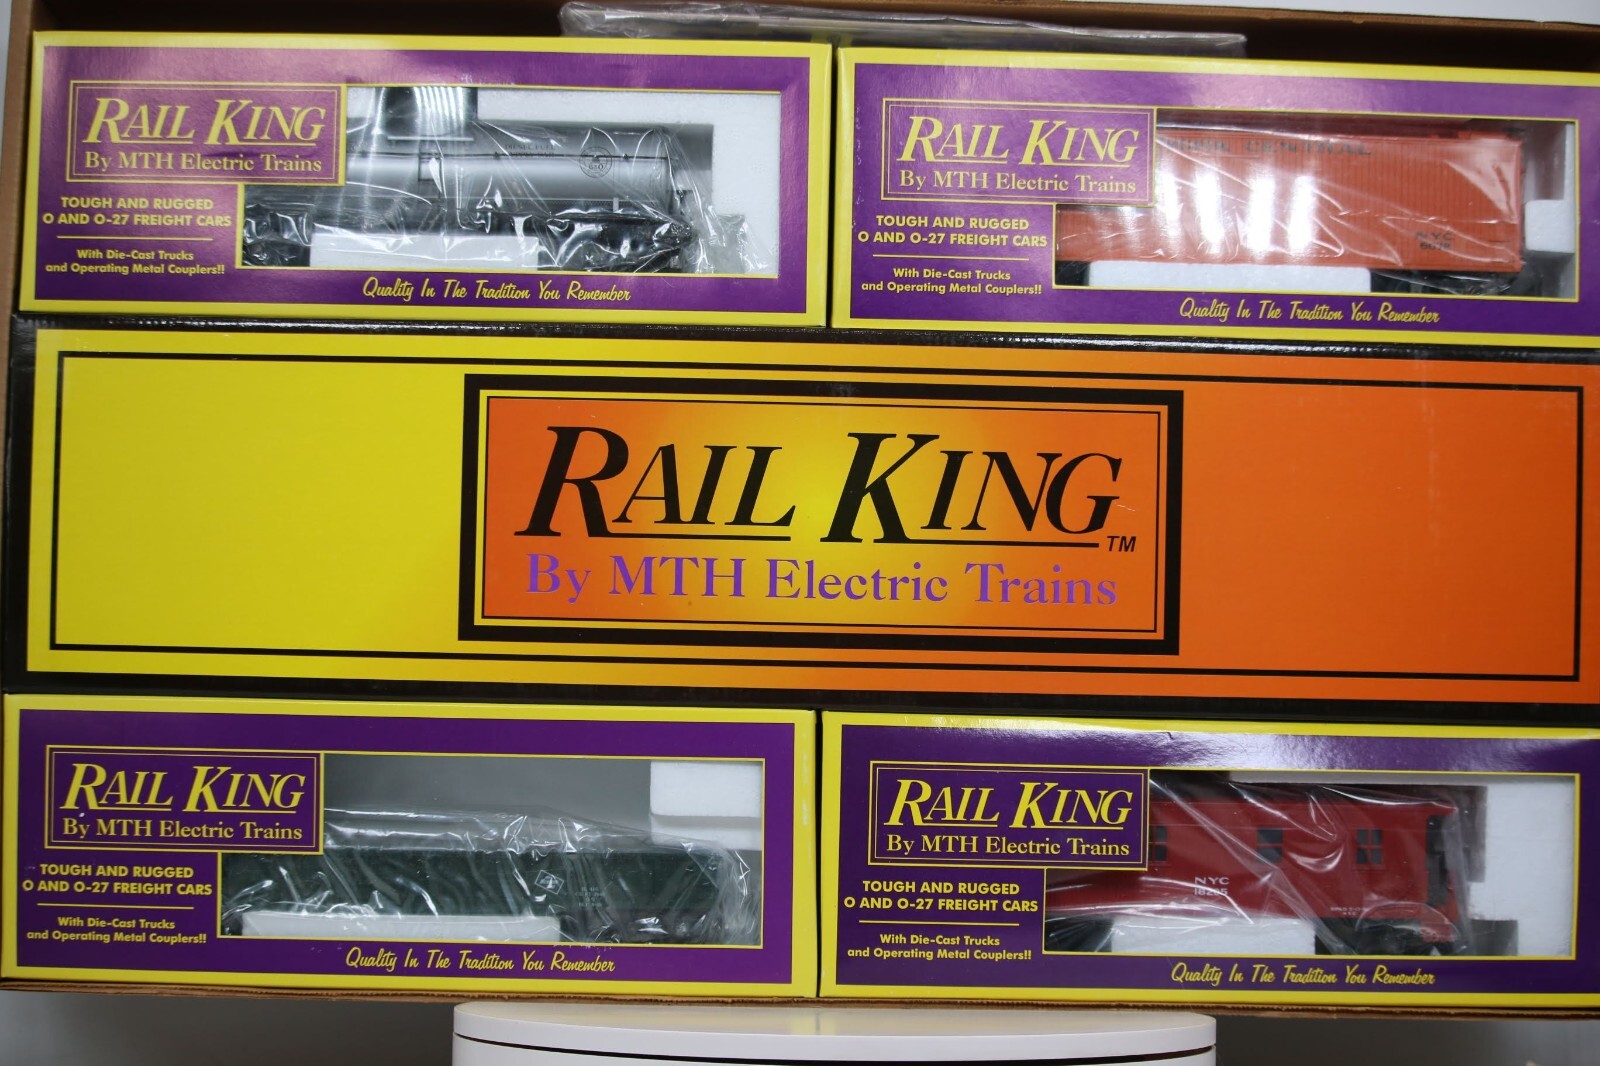 RAIL KING
By MTH Electric Trains
TOUGH AND RUGGED
O AND O-27 FREIGHT CARS
With Die-Cast Trucks
and Operating Metal Couplers!!
Quality In The Tradition You Remember
RAIL KING
By MTH Electric Trains
TOUGH AND RUGGED
O AND O-27 FREIGHT CARS
With Die-Cast Trucks
and Operating Metal Couplers!!
CENTRAL
NYC
Quality In The Tradition You Remember
RAIL KING TM
By MTH Electric Trains
RAIL KING
By MTH Electric Trains
TOUGH AND RUGGED
O AND O-27 FREIGHT CARS
With Die-Cast Trucks
and Operating Metal Couplers!!
Quality In The Tradition You Remember
RAIL KING
By MTH Electric Trains
TOUGH AND RUGGED
O AND O-27 FREIGHT CARS
With Die-Cast Trucks
and Operating Metal Couplers!!
NYC
Quality In The Tradition You Remember